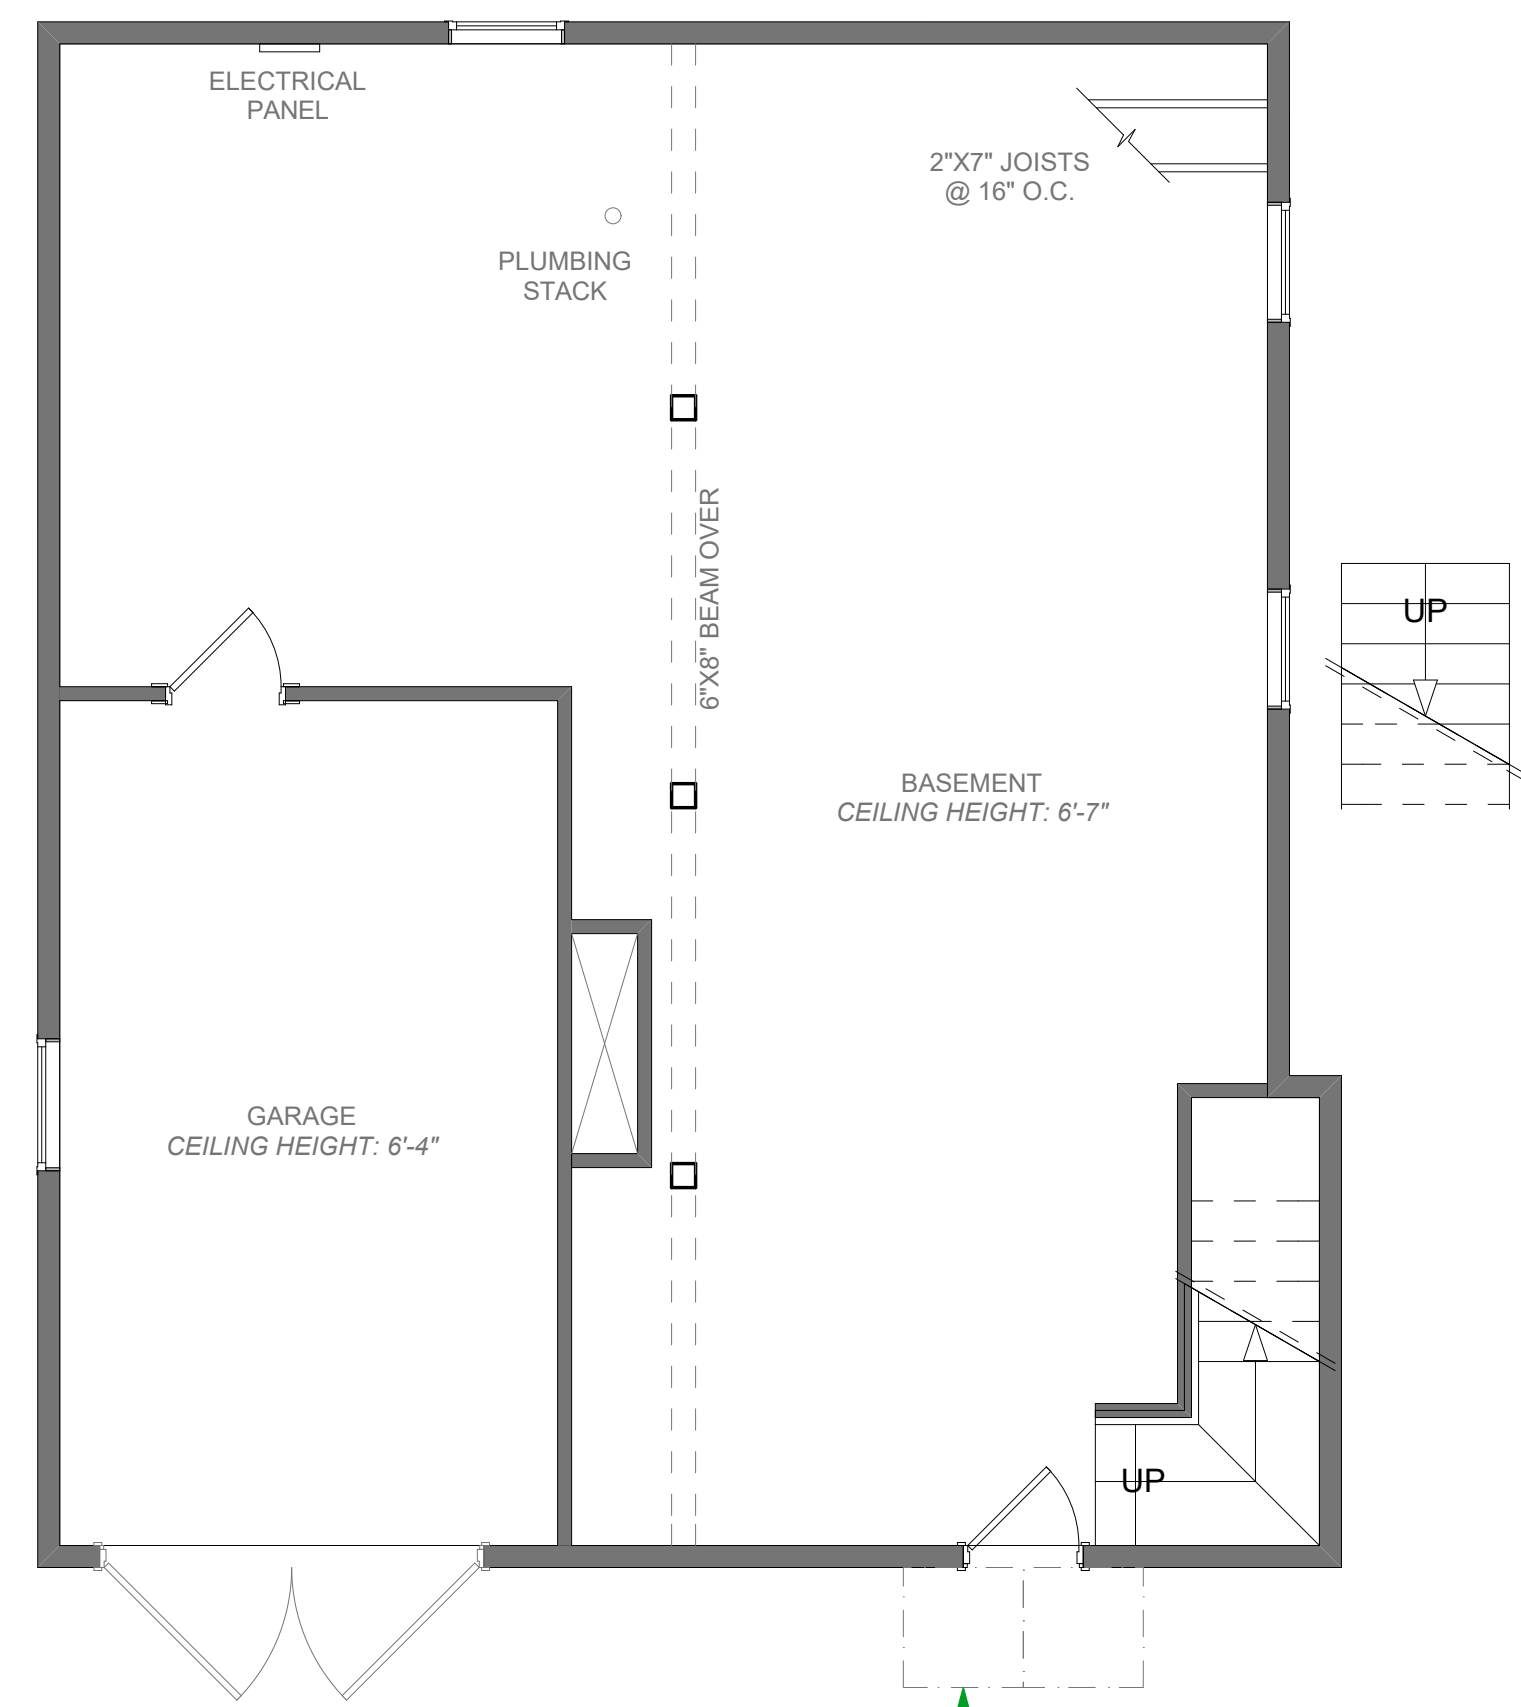 ELECTRICAL
PANEL
2"X7" JOISTS
@ 16" O.C.
PLUMBING
STACK
6"X8" BEAM OVER
UP
BASEMENT
CEILING HEIGHT: 6'-7"
GARAGE
CEILING HEIGHT: 6'-4"
UP